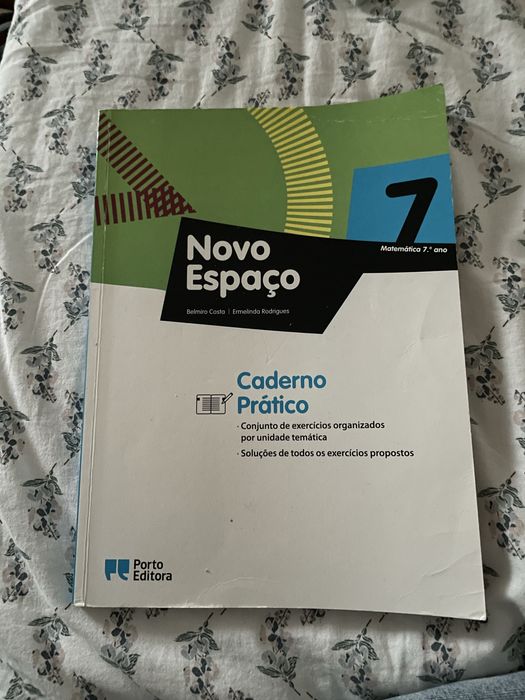 7
Matemática 7.º ano
Novo
Espaço
Belmiro Costa | Ermelinda Rodrigues
Caderno
Prático
· Conjunto de exercícios organizados
por unidade temática
· Soluções de todos os exercícios propostos
Porto
Editora